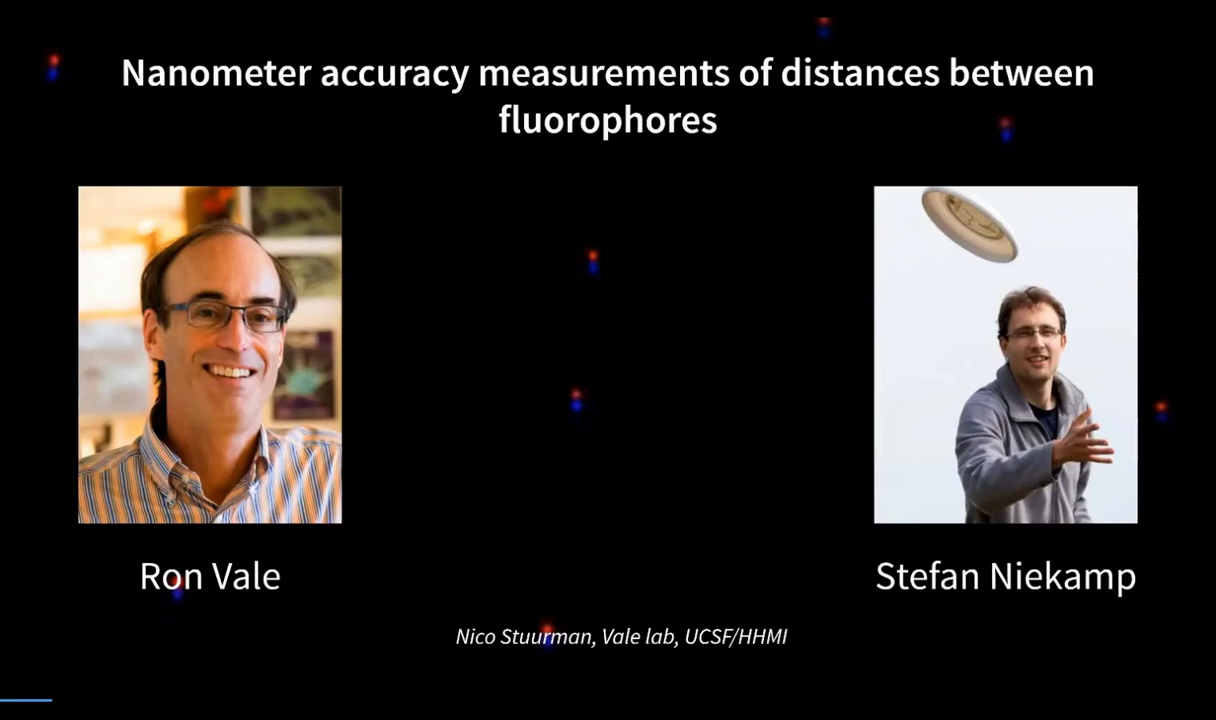 Nanometer accuracy measurements of distances between
fluorophores
Ron Vale
Stefan Niekamp
Nico Stuurman, Vale lab, UCSF/HHMI